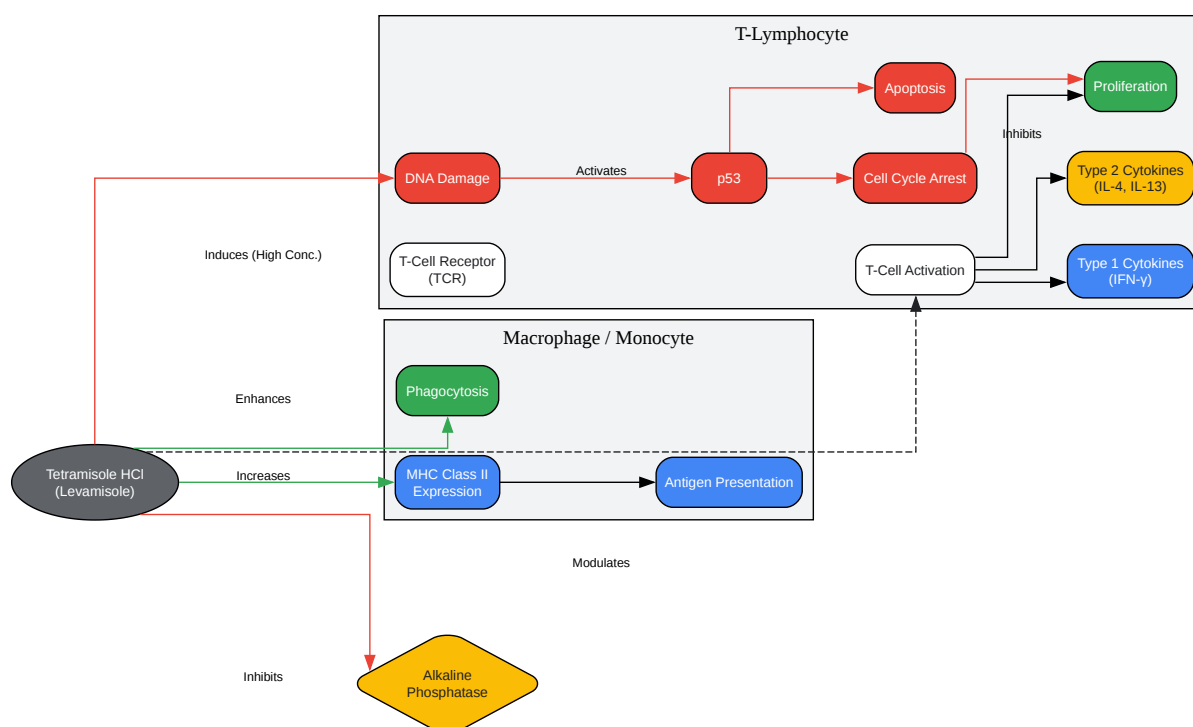 T-Lymphocyte
Apoptosis
Proliferation
Inhibits
DNA Damage
Activates
p53
Cell Cycle Arrest
Type 2 Cytokines
(IL-4, IL-13)
Induces (High Conc.)
T-Cell Receptor
(TCR)
T-Cell Activation
Type 1 Cytokines
(IFN-γ)
Macrophage / Monocyte
Phagocytosis
Enhances
Tetramisole HCl
(Levamisole)
Increases
MHC Class II
Expression
Antigen Presentation
Modulates
Inhibits
Alkaline
Phosphatase